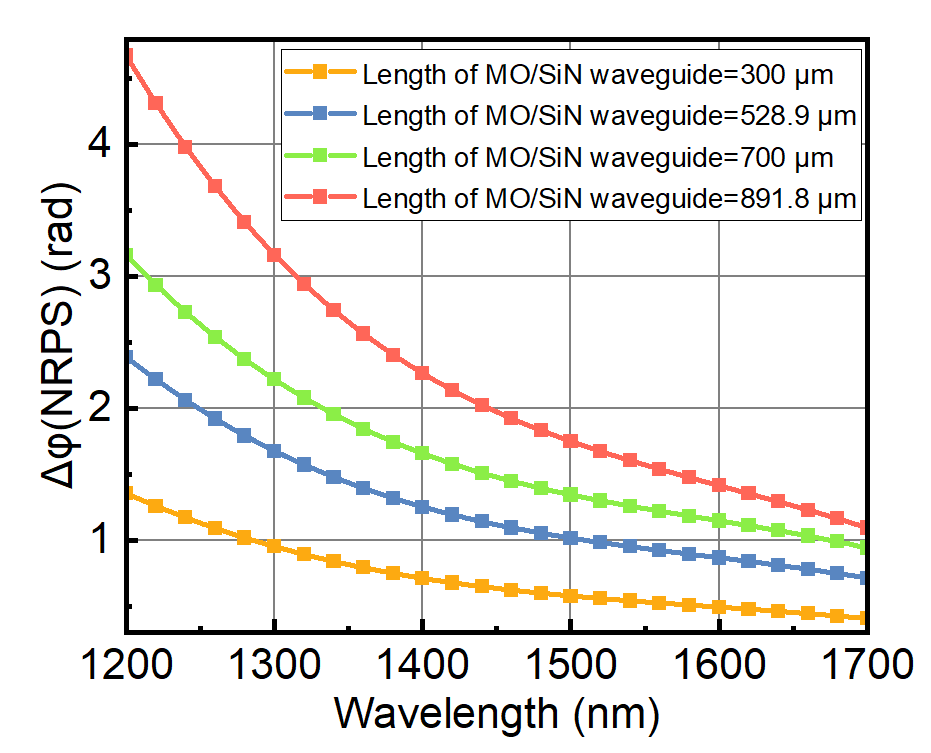 Length of MO/SiN waveguide=300 μm
Length of MO/SiN waveguide=528.9 μm
Length of MO/SiN waveguide=700 μm
Length of MO/SiN waveguide=891.8 μm
Δφ(NRPS) (rad)
4
3
2
1
1200 1300 1400 1500 1600 1700
Wavelength (nm)